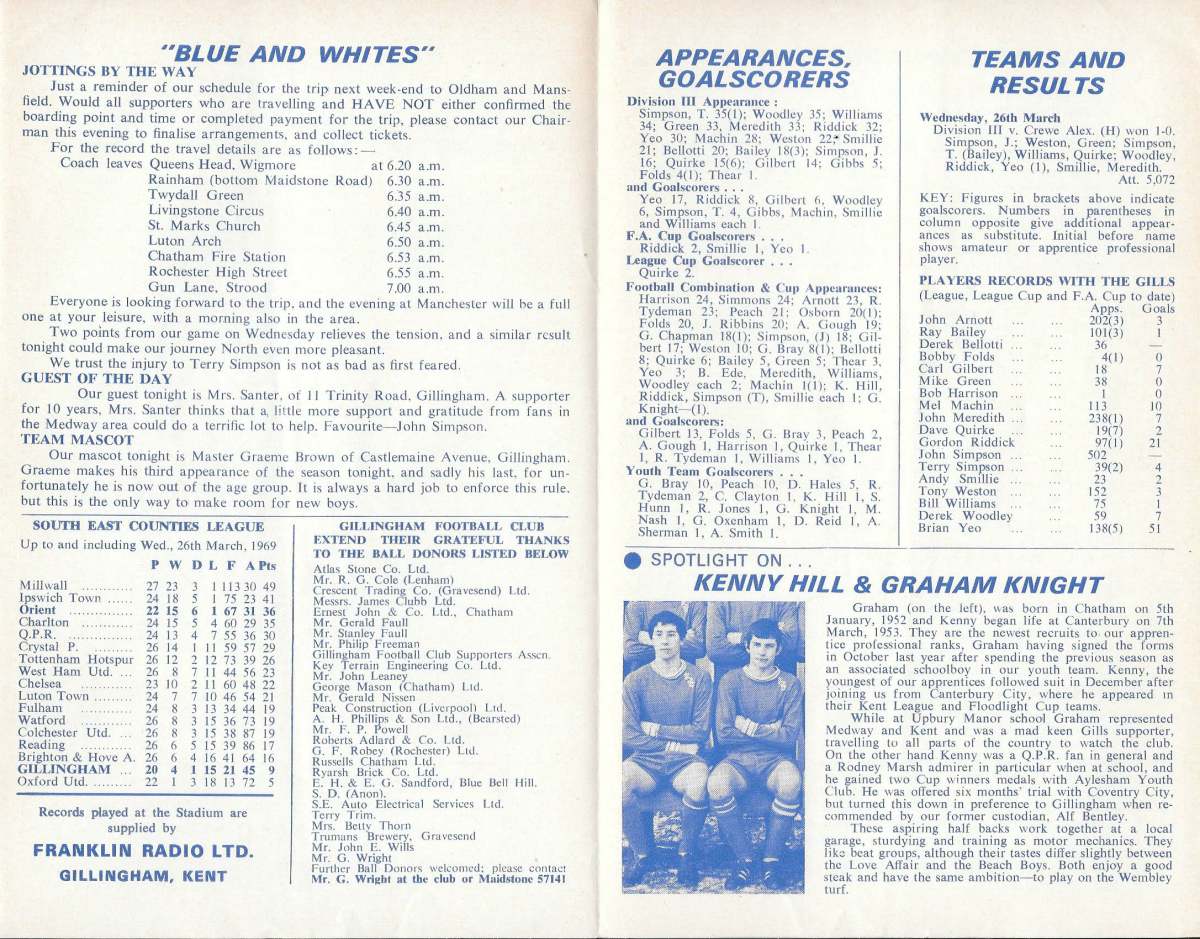 "BLUE AND WHITES"
JOTTINGS BY THE WAY
Just a reminder of our schedule for the trip next week-end to Oldham and Mans-
field. Would all supporters who are travelling and HAVE NOT either confirmed the
boarding point and time or completed payment for the trip, please contact our Chair-
man this evening to finalise arrangements, and collect tickets.
For the record the travel details are as follows:—
Coach leaves Queens Head, Wigmore at 6.20 a.m.
Rainham (bottom Maidstone Road) 6.30 a.m.
Twydall Green 6.35 a.m.
Livingstone Circus 6.40 a.m.
St. Marks Church 6.45 a.m.
Luton Arch 6.50 a.m.
Chatham Fire Station 6.53 a.m.
Rochester High Street 6.55 a.m.
Gun Lane, Strood 7.00 a.m.
Everyone is looking forward to the trip, and the evening at Manchester will be a full
one at your leisure, with a morning also in the area.
Two points from our game on Wednesday relieves the tension, and a similar result
tonight could make our journey North even more pleasant.
We trust the injury to Terry Simpson is not as bad as first feared.
GUEST OF THE DAY
Our guest tonight is Mrs. Santer, of 11 Trinity Road, Gillingham. A supporter
for 10 years, Mrs. Santer thinks that a little more support and gratitude from fans in
the Medway area could do a terrific lot to help. Favourite—John Simpson.
TEAM MASCOT
Our mascot tonight is Master Graeme Brown of Castlemaine Avenue, Gillingham.
Graeme makes his third appearance of the season tonight, and sadly his last, for un-
fortunately he is now out of the age group. It is always a hard job to enforce this rule,
but this is the only way to make room for new boys.
SOUTH EAST COUNTIES LEAGUE
Up to and including Wed., 26th March, 1969
P W D L F A Pts
Millwall ............ 27 23 3 1 113 30 49
Ipswich Town ...... 24 18 5 1 75 23 41
Orient ............... 22 15 6 1 67 31 36
Charlton ............ 24 15 5 4 60 29 35
Q.P.R. ............... 24 13 4 7 55 36 30
Crystal P. ......... 26 14 1 11 59 57 29
Tottenham Hotspur 26 12 2 12 73 39 26
West Ham Utd. ... 26 8 7 11 44 56 23
Chelsea ............ 23 10 2 11 60 48 22
Luton Town ......... 24 7 7 10 46 54 21
Fulham ............ 24 8 3 13 34 44 19
Watford ............ 26 8 3 15 36 73 19
Colchester Utd. ... 26 8 3 15 38 87 19
Reading ............ 26 6 5 15 39 86 17
Brighton & Hove A. 26 6 4 16 41 64 16
GILLINGHAM ... 20 4 1 15 21 45 9
Oxford Utd. ......... 22 1 3 18 13 72 5
Records played at the Stadium are
supplied by
FRANKLIN RADIO LTD.
GILLINGHAM, KENT
GILLINGHAM FOOTBALL CLUB
EXTEND THEIR GRATEFUL THANKS
TO THE BALL DONORS LISTED BELOW
Atlas Stone Co. Ltd.
Mr. R. G. Cole (Lenham)
Crescent Trading Co. (Gravesend) Ltd.
Messrs. James Clubb Ltd.
Ernest John & Co. Ltd., Chatham
Mr. Gerald Faull
Mr. Stanley Faull
Mr. Philip Freeman
Gillingham Football Club Supporters Asscn.
Key Terrain Engineering Co. Ltd.
Mr. John Leaney
George Mason (Chatham) Ltd.
Mr. Gerald Nissen
Peak Construction (Liverpool) Ltd.
A. H. Phillips & Son Ltd., (Bearsted)
Mr. F. P. Powell
Roberts Adlard & Co. Ltd.
G. F. Robey (Rochester) Ltd.
Russells Chatham Ltd.
Ryarsh Brick Co. Ltd.
E. H. & E. G. Sandford, Blue Bell Hill.
S. D, (Anon).
S.E. Auto Electrical Services Ltd.
Terry Trim.
Mrs. Betty Thorn
Trumans Brewery, Gravesend
Mr. John E. Wills
Mr. G. Wright
Further Ball Donors welcomed; please contact
Mr. G. Wright at the club or Maidstone 57141
APPEARANCES,
GOALSCORERS
Division III Appearance :
Simpson, T. 35(1); Woodley 35; Williams
34; Green 33, Meredith 33; Riddick 32;
Yeo 30; Machin 28; Weston 22; Smillie
21; Bellotti 20; Bailey 18(3); Simpson, J.
16; Quirke 15(6); Gilbert 14; Gibbs 5;
Folds 4(1); Thear 1.
and Goalscorers . . .
Yeo 17, Riddick 8, Gilbert 6, Woodley
6, Simpson, T. 4, Gibbs, Machin, Smillie
and Williams each 1.
F.A. Cup Goalscorers . . .
Riddick 2, Smillie 1, Yeo 1.
League Cup Goalscorer . . .
Quirke 2.
Football Combination & Cup Appearances:
Harrison 24, Simmons 24; Arnott 23, R.
Tydeman 23; Peach 21; Osborn 20(1);
Folds 20, J. Ribbins 20; A. Gough 19;
G. Chapman 18(1); Simpson, (J) 18; Gil-
bert 17; Weston 10; G. Bray 8(1); Bellotti
8; Quirke 6; Bailey 5, Green 5; Thear 3,
Yeo 3; B. Ede, Meredith, Williams,
Woodley each 2; Machin 1(1); K. Hill,
Riddick, Simpson (T), Smillie each 1; G.
Knight—(1).
and Goalscorers:
Gilbert 13, Folds 5, G. Bray 3, Peach 2,
A. Gough 1, Harrison 1, Quirke 1, Thear
1, R. Tydeman 1, Williams 1, Yeo 1.
Youth Team Goalscorers . . .
G. Bray 10, Peach 10, D. Hales 5, R.
Tydeman 2, C. Clayton 1, K. Hill 1, S.
Hunn 1, R. Jones 1, G. Knight 1, M.
Nash 1, G. Oxenham 1, D. Reid 1, A.
Sherman 1, A. Smith 1.
TEAMS AND
RESULTS
Wednesday, 26th March
Division III v. Crewe Alex. (H) won 1-0.
Simpson, J.; Weston, Green; Simpson,
T. (Bailey), Williams, Quirke; Woodley,
Riddick, Yeo (1), Smillie, Meredith.
Att. 5,072
KEY: Figures in brackets above indicate
goalscorers. Numbers in parentheses in
column opposite give additional appear-
ances as substitute. Initial before name
shows amateur or apprentice professional
player.
PLAYERS RECORDS WITH THE GILLS
(League, League Cup and F.A. Cup to date)
Apps. Goals
John Arnott ... ... 202(3) 3
Ray Bailey ... ... 101(3) 1
Derek Bellotti ... ... 36 —
Bobby Folds ... ... 4(1) 0
Carl Gilbert ... ... 18 7
Mike Green ... ... 38 0
Bob Harrison ... ... 1 0
Mel Machin ... ... 113 10
John Meredith ... ... 238(1) 7
Dave Quirke ... ... 19(7) 2
Gordon Riddick ... ... 97(1) 21
John Simpson ... ... 502 —
Terry Simpson ... ... 39(2) 4
Andy Smillie ... ... 23 2
Tony Weston ... ... 152 3
Bill Williams ... ... 75 1
Derek Woodley ... ... 59 7
Brian Yeo ... ... 138(5) 51
SPOTLIGHT ON . . .
KENNY HILL & GRAHAM KNIGHT
Graham (on the left), was born in Chatham on 5th
January, 1952 and Kenny began life at Canterbury on 7th
March, 1953. They are the newest recruits to our appren-
tice professional ranks, Graham having signed the forms
in October last year after spending the previous season as
an associated schoolboy in our youth team. Kenny, the
youngest of our apprentices followed suit in December after
joining us from Canterbury City, where he appeared in
their Kent League and Floodlight Cup teams.
While at Upbury Manor school Graham represented
Medway and Kent and was a mad keen Gills supporter,
travelling to all parts of the country to watch the club.
On the other hand Kenny was a Q.P.R. fan in general and
a Rodney Marsh admirer in particular when at school, and
he gained two Cup winners medals with Aylesham Youth
Club. He was offered six months' trial with Coventry City,
but turned this down in preference to Gillingham when re-
commended by our former custodian, Alf Bentley.
These aspiring half backs work together at a local
garage, sturdying and training as motor mechanics. They
like beat groups, although their tastes differ slightly between
the Love Affair and the Beach Boys. Both enjoy a good
steak and have the same ambition—to play on the Wembley
turf.